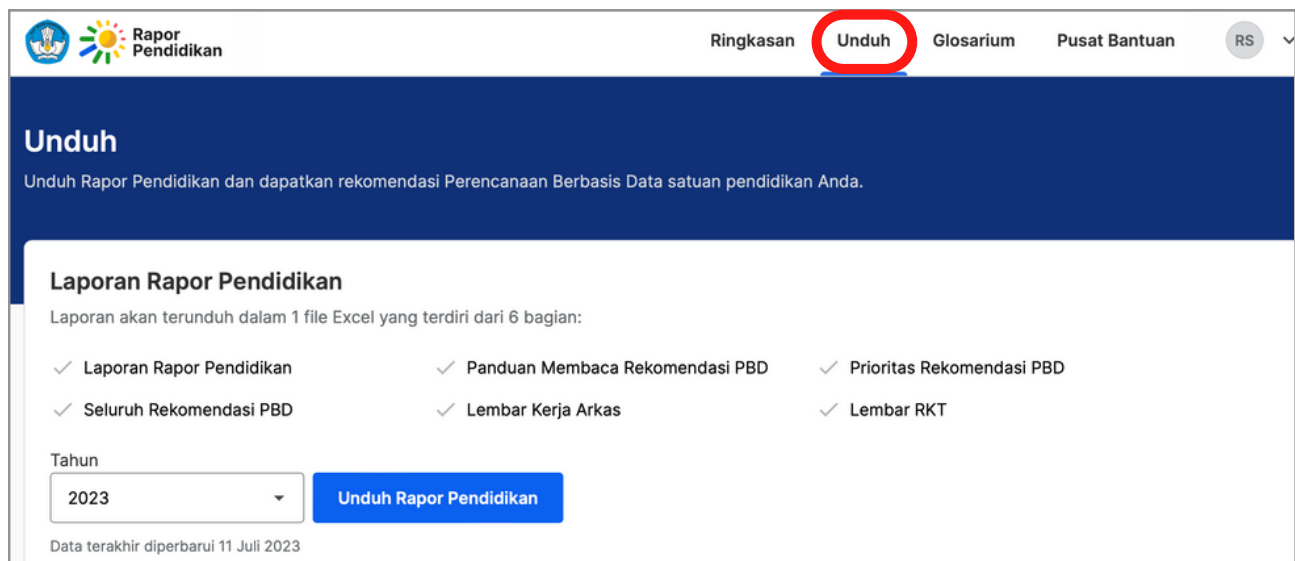 Rapor
Pendidikan
Ringkasan Unduh Glosarium Pusat Bantuan RS
Unduh
Unduh Rapor Pendidikan dan dapatkan rekomendasi Perencanaan Berbasis Data satuan pendidikan Anda.
Laporan Rapor Pendidikan
Laporan akan terunduh dalam 1 file Excel yang terdiri dari 6 bagian:
Laporan Rapor Pendidikan Panduan Membaca Rekomendasi PBD Prioritas Rekomendasi PBD
Seluruh Rekomendasi PBD Lembar Kerja Arkas Lembar RKT
Tahun
2023 Unduh Rapor Pendidikan
Data terakhir diperbarui 11 Juli 2023